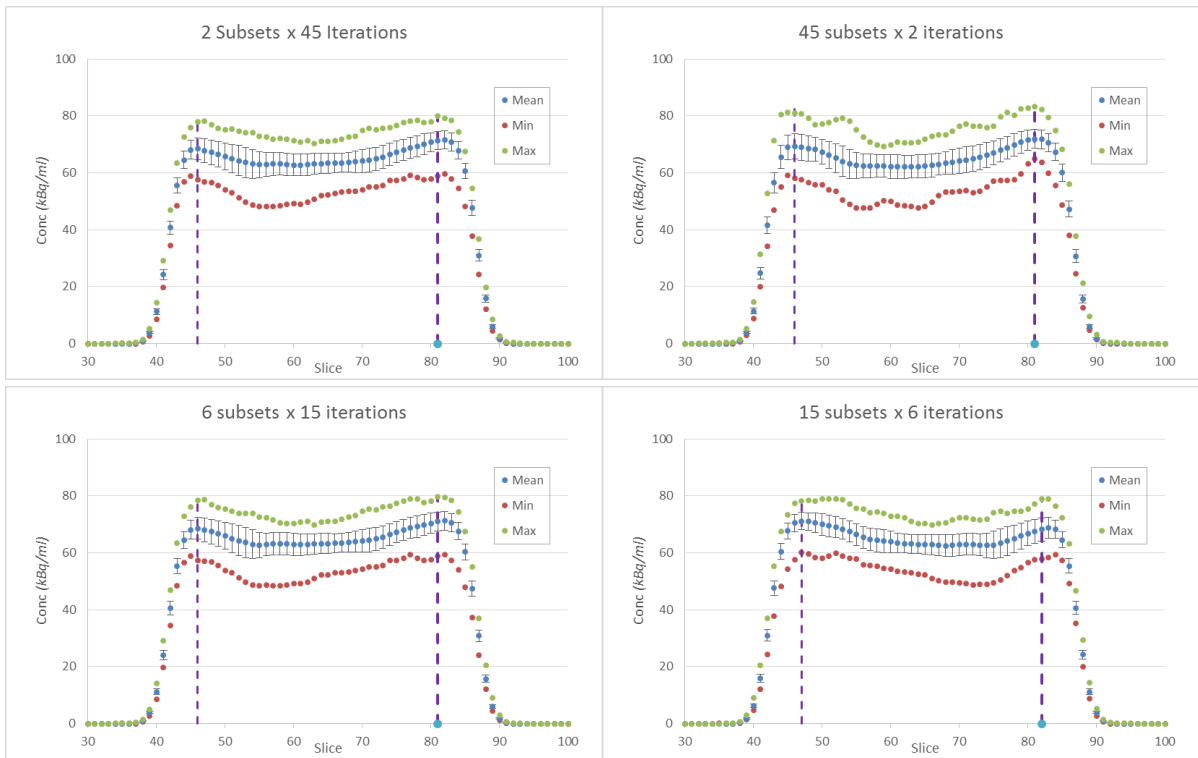 2 Subsets x 45 Iterations
100
80
60
40
20
0
Conc (kBq/ml)
30 40 50 60 70 80 90 100
Slice
Mean
Min
Max
45 subsets x 2 iterations
100
80
60
40
20
0
Conc (kBq/ml)
30 40 50 60 70 80 90 100
Slice
Mean
Min
Max
6 subsets x 15 iterations
100
80
60
40
20
0
Conc (kBq/ml)
30 40 50 60 70 80 90 100
Slice
Mean
Min
Max
15 subsets x 6 iterations
100
80
60
40
20
0
Conc (kBq/ml)
30 40 50 60 70 80 90 100
Slice
Mean
Min
Max